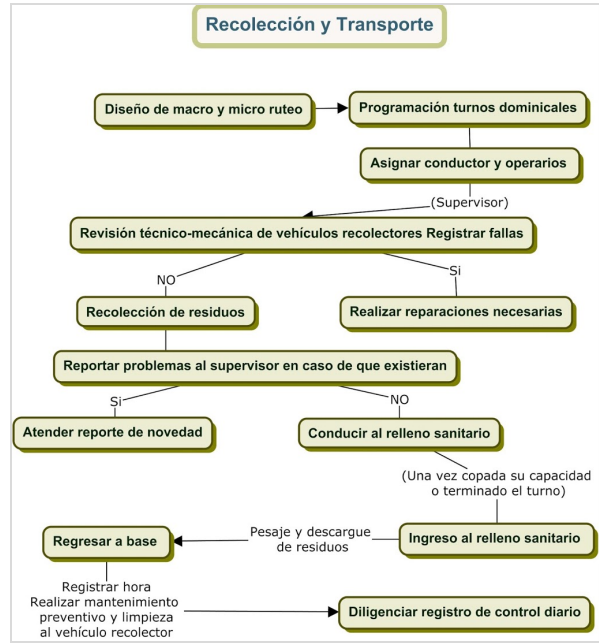 Recolección y Transporte
Diseño de macro y micro ruteo
Programación turnos dominicales
Asignar conductor y operarios
(Supervisor)
Revisión técnico-mecánica de vehículos recolectores Registrar fallas
NO
Si
Recolección de residuos
Realizar reparaciones necesarias
Reportar problemas al supervisor en caso de que existieran
Si
NO
Atender reporte de novedad
Conducir al relleno sanitario
(Una vez copada su capacidad
o terminado el turno)
Ingreso al relleno sanitario
Pesaje y descargue
de residuos
Regresar a base
Registrar hora
Realizar mantenimiento
preventivo y limpieza
al vehículo recolector
Diligenciar registro de control diario